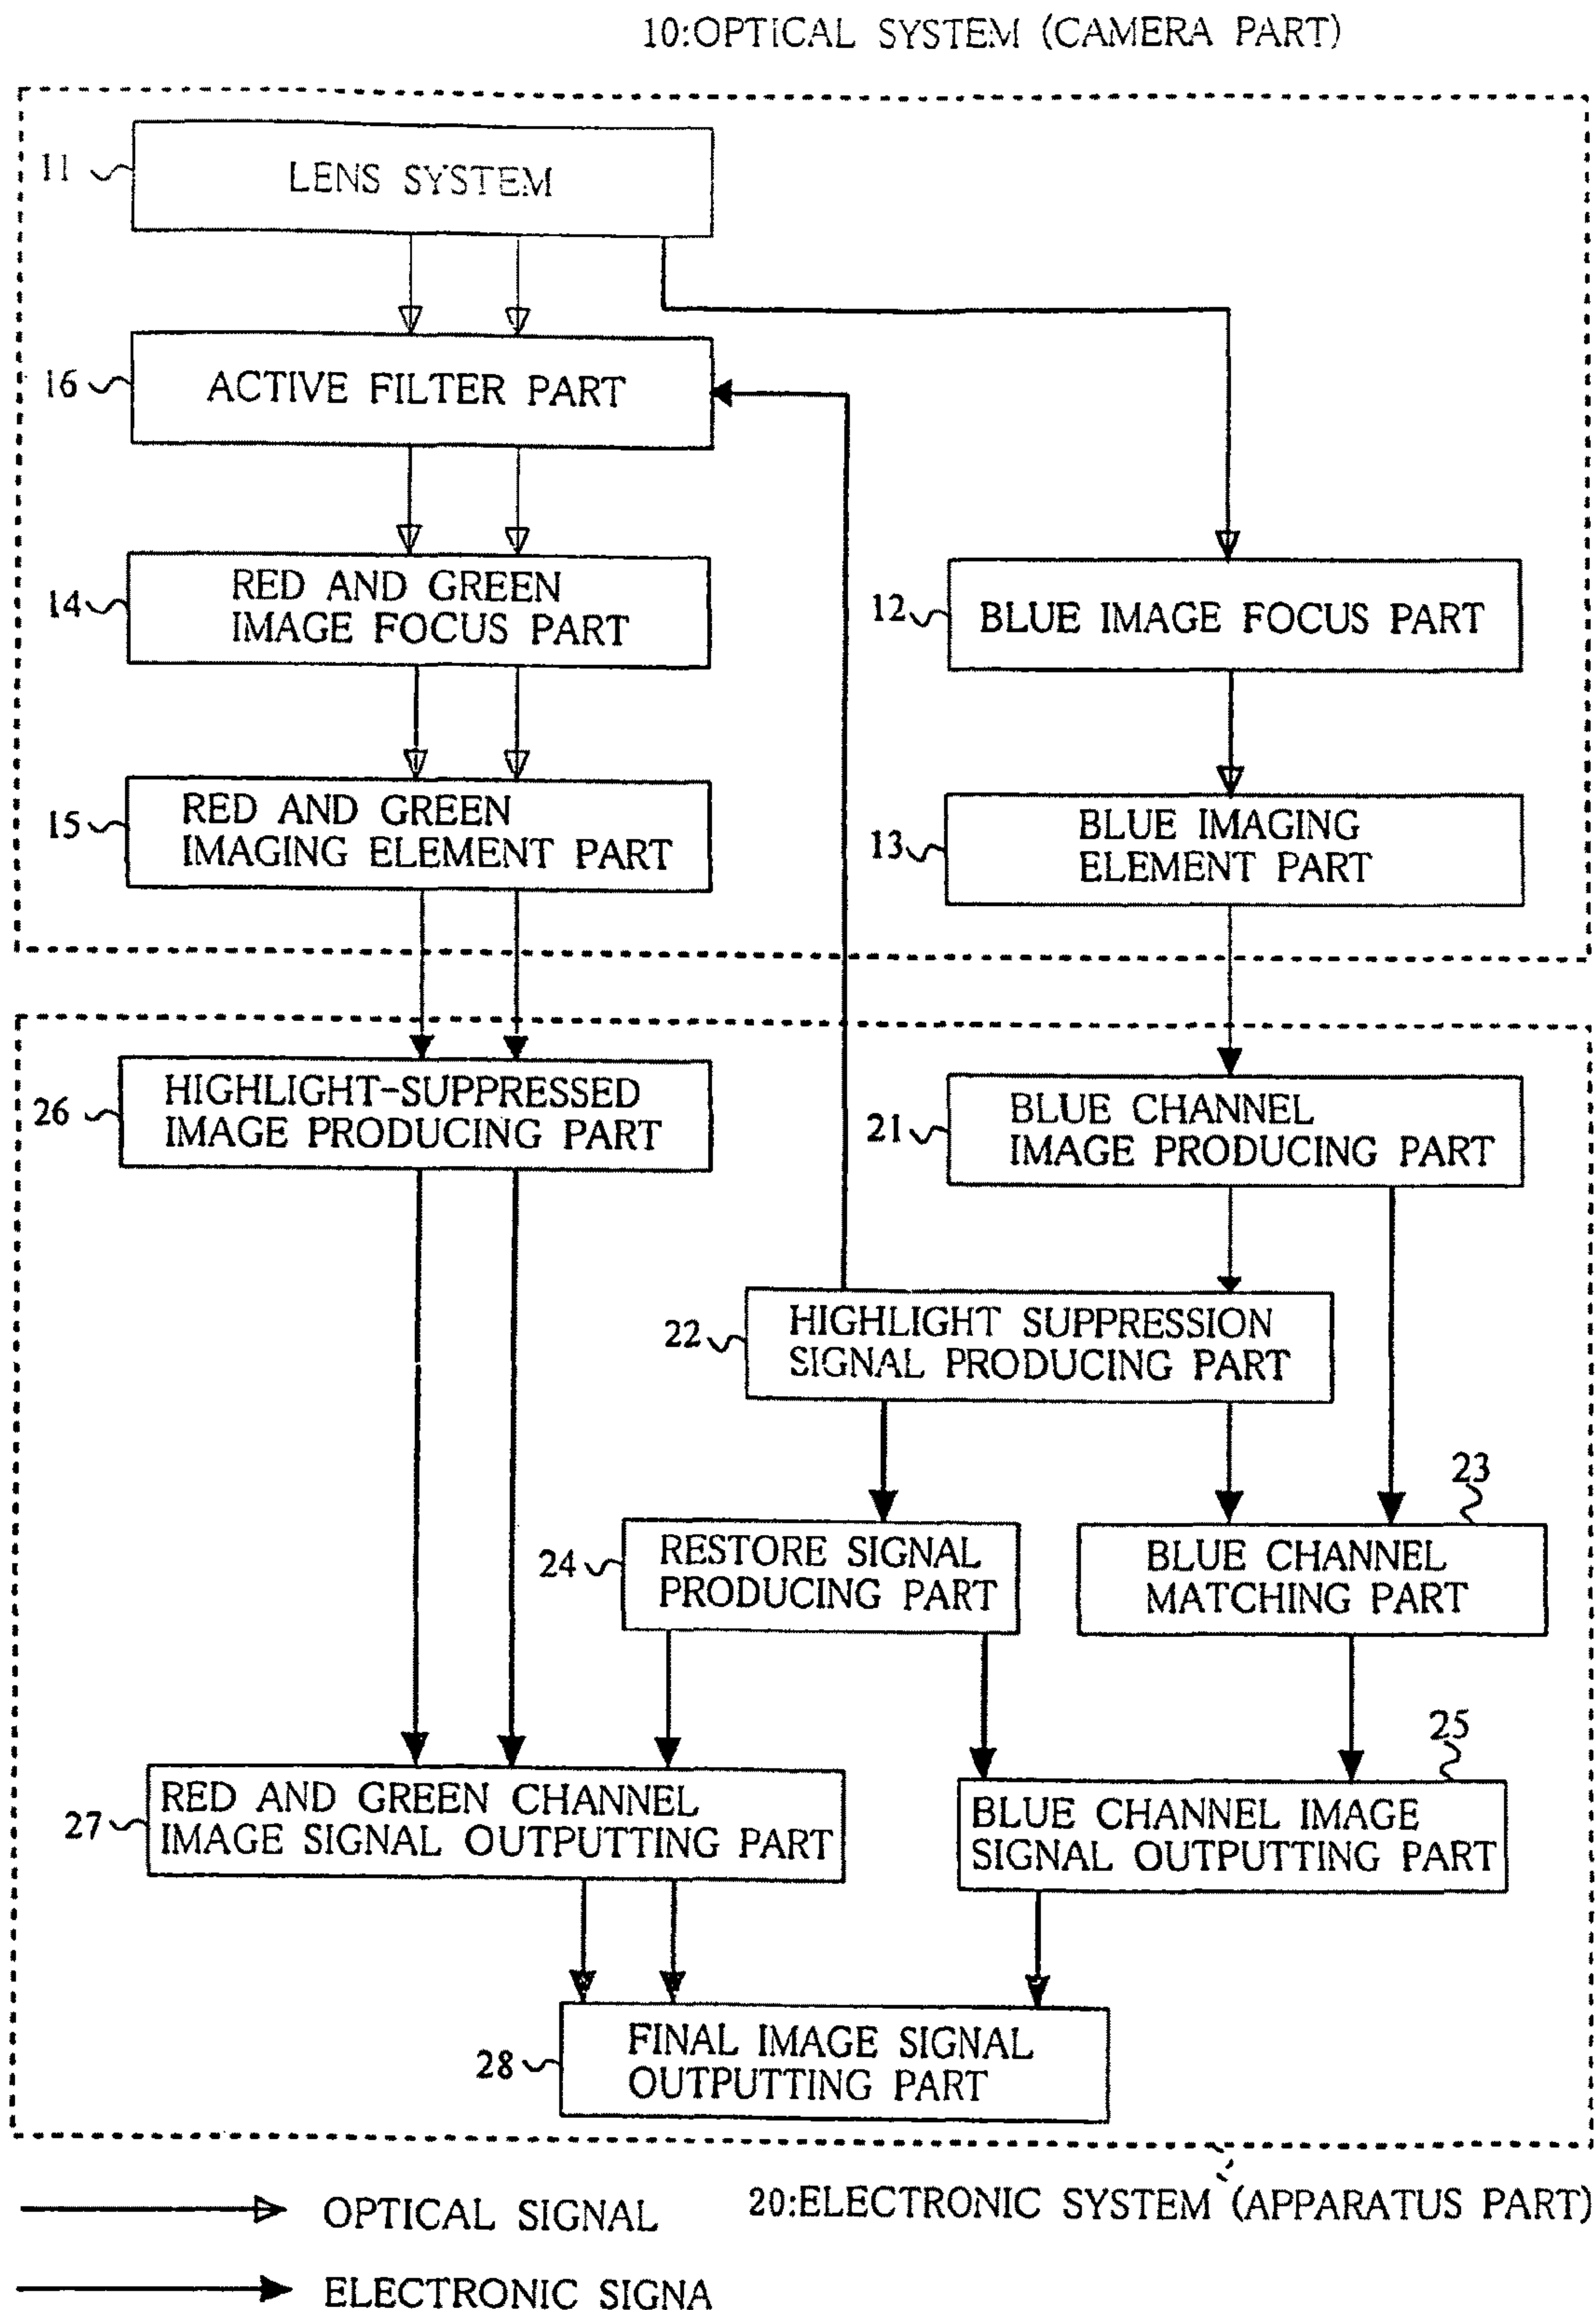 10:OPTICAL SYSTEM (CAMERA PART)
11
LENS SYSTEM
16
ACTIVE FILTER PART
14
RED AND GREEN
IMAGE FOCUS PART
12
BLUE IMAGE FOCUS PART
15
RED AND GREEN
IMAGING ELEMENT PART
13
BLUE IMAGING
ELEMENT PART
26
HIGHLIGHT-SUPPRESSED
IMAGE PRODUCING PART
21
BLUE CHANNEL
IMAGE PRODUCING PART
22
HIGHLIGHT SUPPRESSION
SIGNAL PRODUCING PART
24
RESTORE SIGNAL
PRODUCING PART
23
BLUE CHANNEL
MATCHING PART
27
RED AND GREEN CHANNEL
IMAGE SIGNAL OUTPUTTING PART
25
BLUE CHANNEL IMAGE
SIGNAL OUTPUTTING PART
28
FINAL IMAGE SIGNAL
OUTPUTTING PART
OPTICAL SIGNAL
20:ELECTRONIC SYSTEM (APPARATUS PART)
ELECTRONIC SIGNA